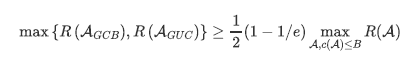 max {R (𝒜_GCB), R (𝒜_GUC)} ≥ 1/2 (1 − 1/e) max_{𝒜,c(𝒜)≤B} R(𝒜)